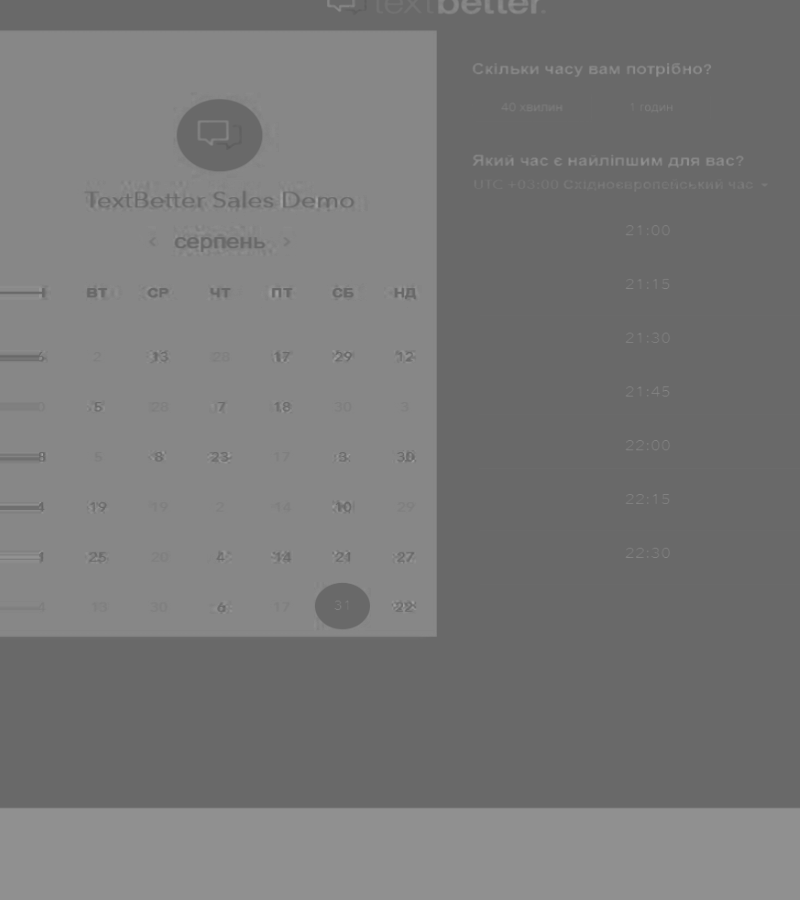 textbetter.
TextBetter Sales Demo
‹ серпень ›
ВТ СР ЧТ ПТ СБ НД
2 13 28 17 29 12
5 28 7 18 30 3
5 8 23 17 3 30
19 19 2 14 10 29
25 20 4 14 21 27
18 30 6 17 31 22
Скільки часу вам потрібно?
40 хвилин 1 годин
Який час є найліпшим для вас?
UTC +03:00 Східноєвропейський час
21:00
21:15
21:30
21:45
22:00
22:15
22:30